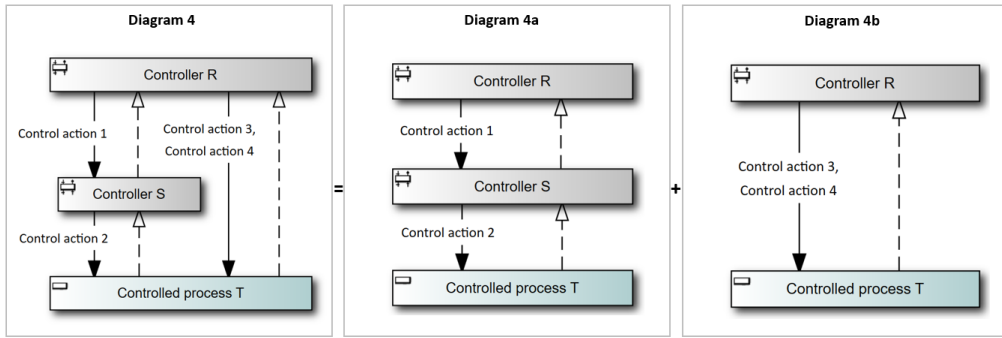 Diagram 4
Controller R
Control action 1
Control action 3,
Control action 4
Controller S
Control action 2
Controlled process T
=
Diagram 4a
Controller R
Control action 1
Controller S
Control action 2
Controlled process T
+
Diagram 4b
Controller R
Control action 3,
Control action 4
Controlled process T